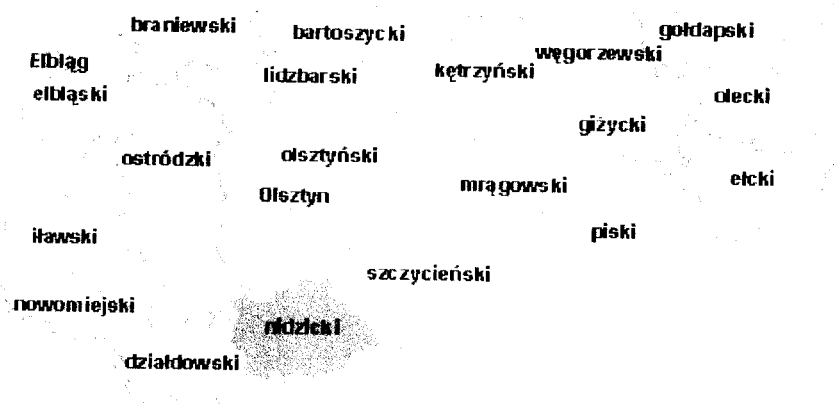 braniewski
bartoszycki
gołdapski
węgorzewski
Elbląg
lidzbarski
kętrzyński
elbląski
olecki
giżycki
ostródzki
olsztyński
ełcki
mrągowski
Olsztyn
piski
iławski
szczycieński
nowomiejski
nidzicki
działdowski